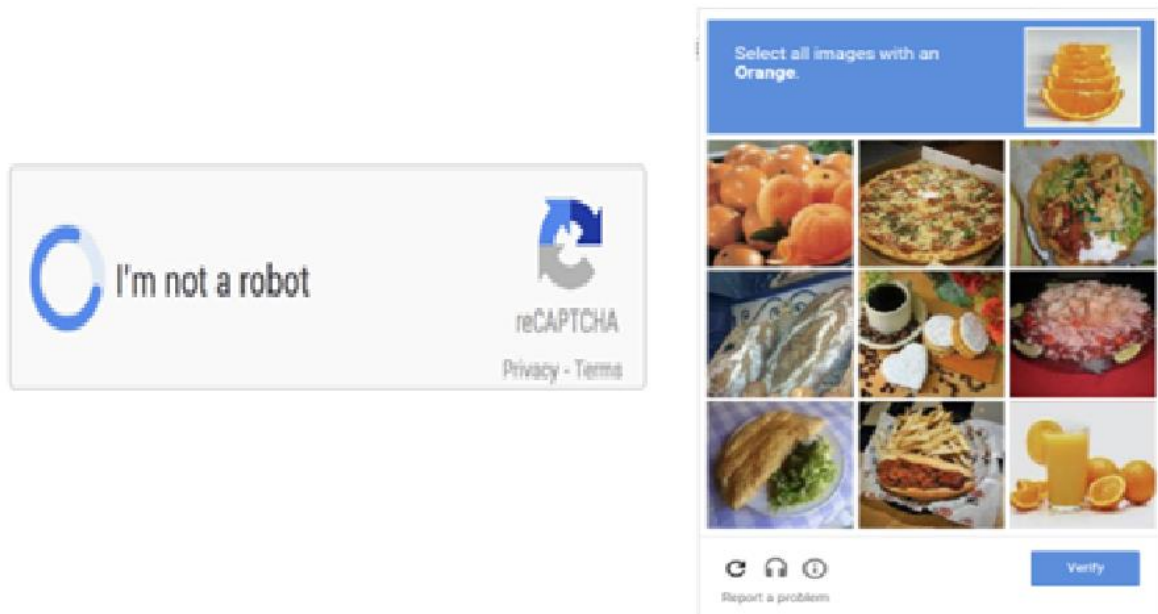 I'm not a robot
reCAPTCHA
Privacy - Terms
Select all images with an
Orange.
Verify
Report a problem